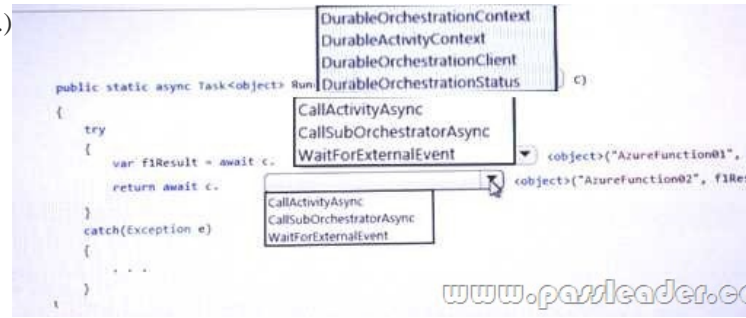 .)
DurableOrchestrationContext
DurableActivityContext
DurableOrchestrationClient
public static async Task<object> Run DurableOrchestrationStatus c)
{
CallActivityAsync
try
CallSubOrchestratorAsync
{
WaitForExternalEvent
var f1Result = await c. <object>("AzureFunction01",
return await c. <object>("AzureFunction02", f1Res
CallActivityAsync
}
CallSubOrchestratorAsync
catch(Exception e)
WaitForExternalEvent
{
. . .
}
www.passleader.co